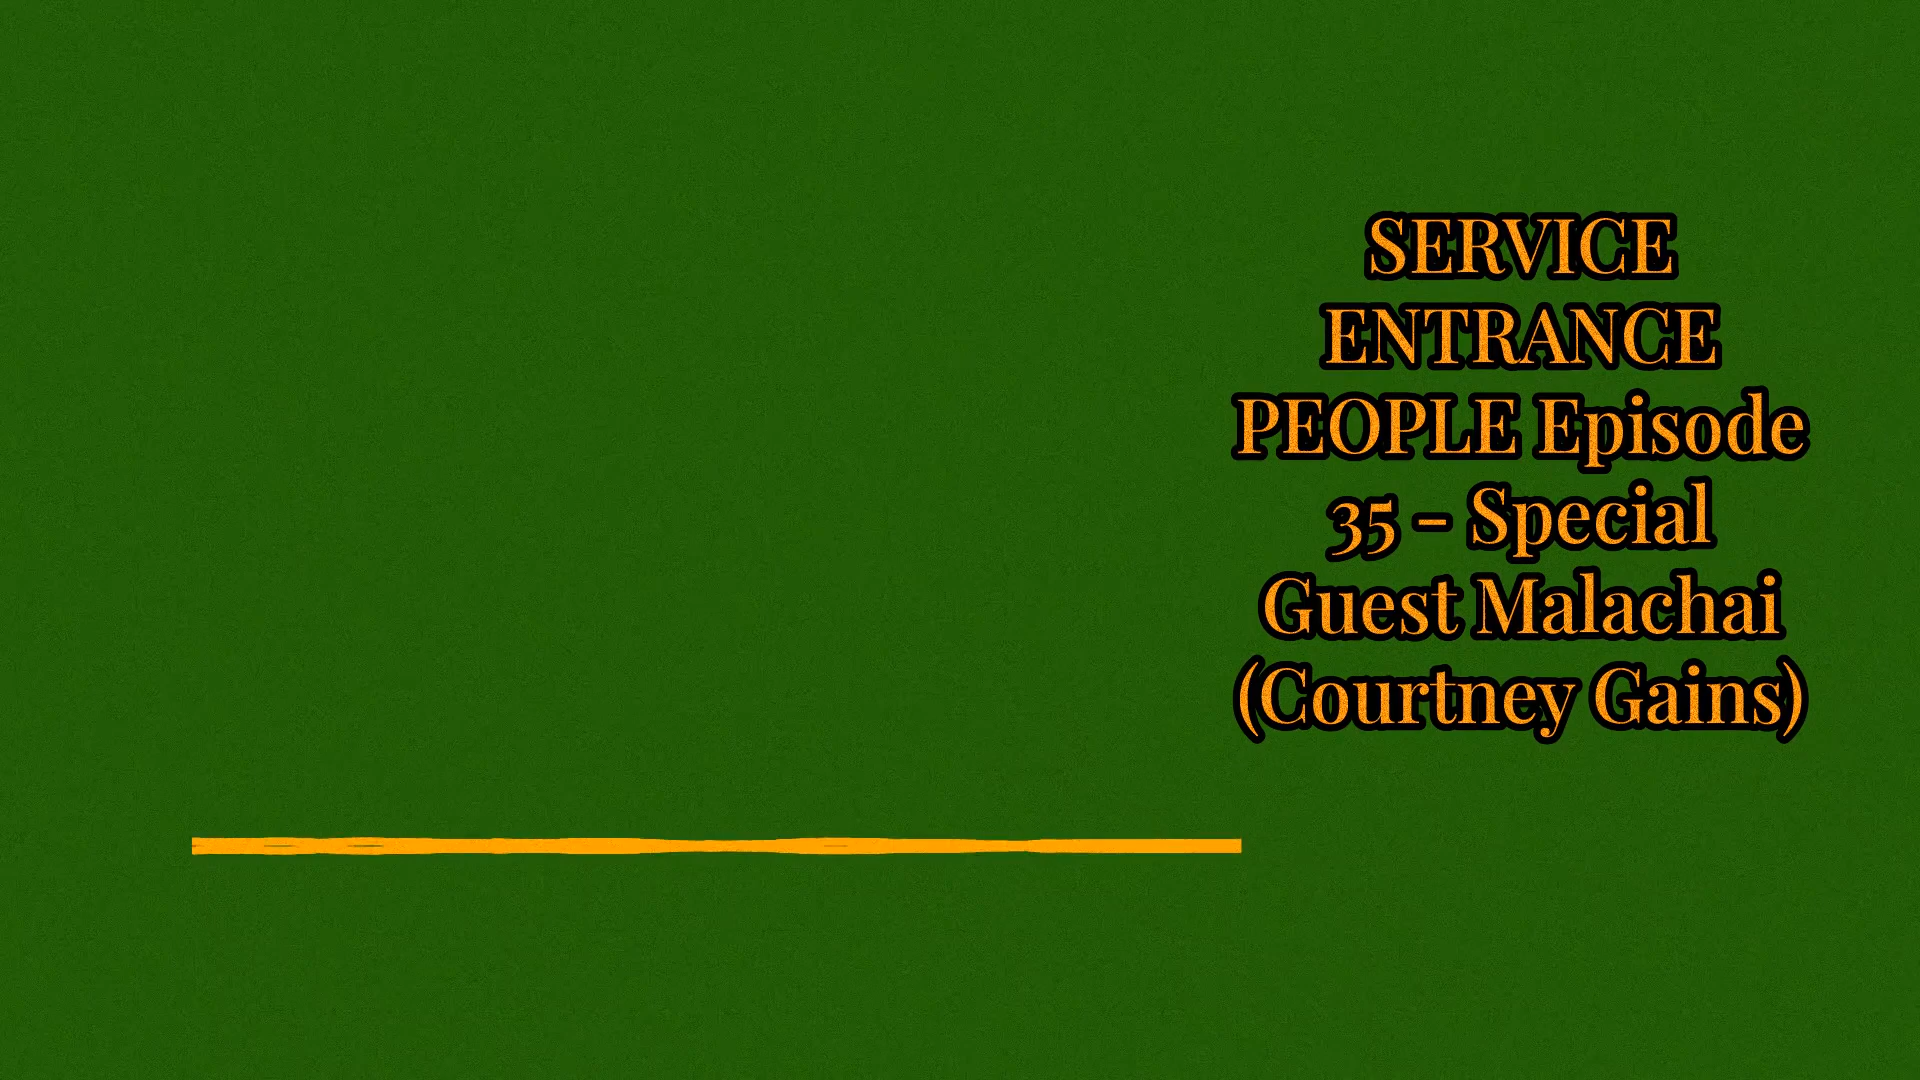 SERVICE
ENTRANCE
PEOPLE Episode
35 – Special
Guest Malachai
(Courtney Gains)